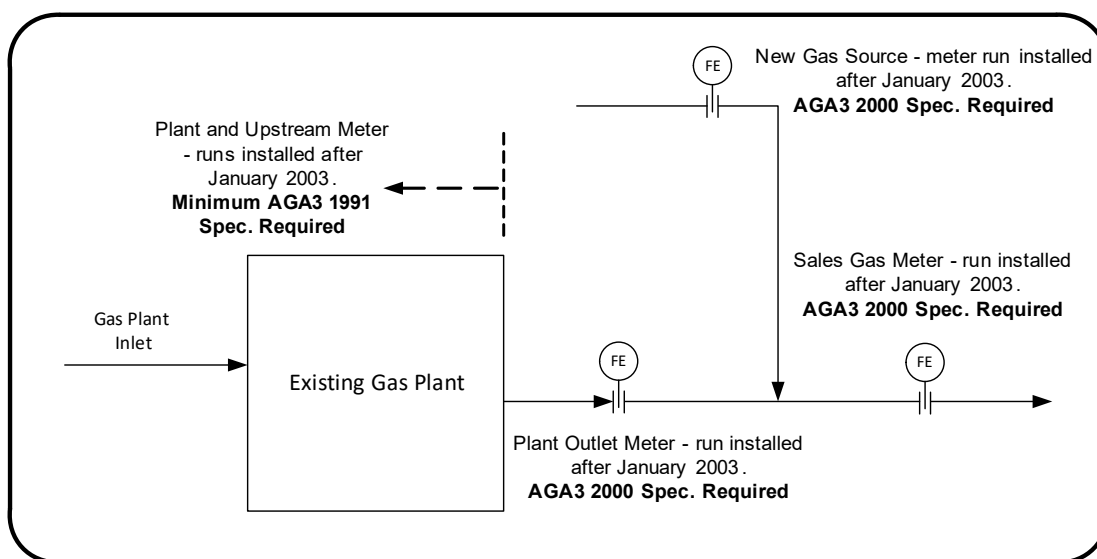 FE
New Gas Source - meter run installed
after January 2003.
AGA3 2000 Spec. Required
Plant and Upstream Meter
- runs installed after
January 2003.
Minimum AGA3 1991
Spec. Required
Sales Gas Meter - run installed
after January 2003.
AGA3 2000 Spec. Required
Gas Plant
Inlet
Existing Gas Plant
FE
FE
Plant Outlet Meter - run installed
after January 2003.
AGA3 2000 Spec. Required